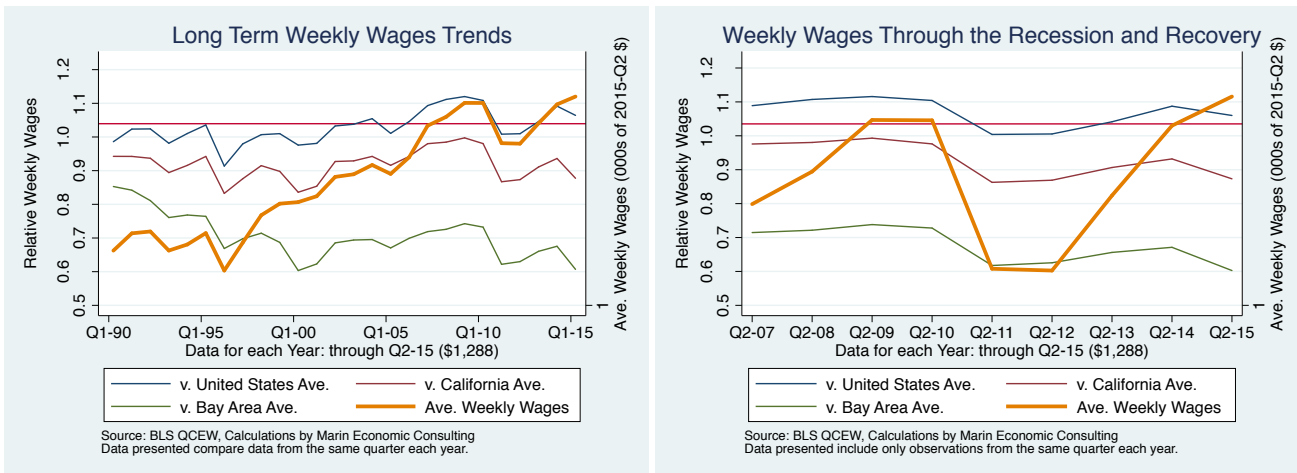 Long Term Weekly Wages Trends
Relative Weekly Wages
0.5 0.6 0.7 0.8 0.9 1.0 1.1 1.2
Ave. Weekly Wages (000s of 2015-Q2 $)
1
Q1-90 Q1-95 Q1-00 Q1-05 Q1-10 Q1-15
Data for each Year: through Q2-15 ($1,288)
v. United States Ave. v. California Ave.
v. Bay Area Ave. Ave. Weekly Wages
Source: BLS QCEW, Calculations by Marin Economic Consulting
Data presented compare data from the same quarter each year.
Weekly Wages Through the Recession and Recovery
Relative Weekly Wages
0.5 0.6 0.7 0.8 0.9 1.0 1.1 1.2
Ave. Weekly Wages (000s of 2015-Q2 $)
1
Q2-07 Q2-08 Q2-09 Q2-10 Q2-11 Q2-12 Q2-13 Q2-14 Q2-15
Data for each Year: through Q2-15 ($1,288)
v. United States Ave. v. California Ave.
v. Bay Area Ave. Ave. Weekly Wages
Source: BLS QCEW, Calculations by Marin Economic Consulting
Data presented include only observations from the same quarter each year.